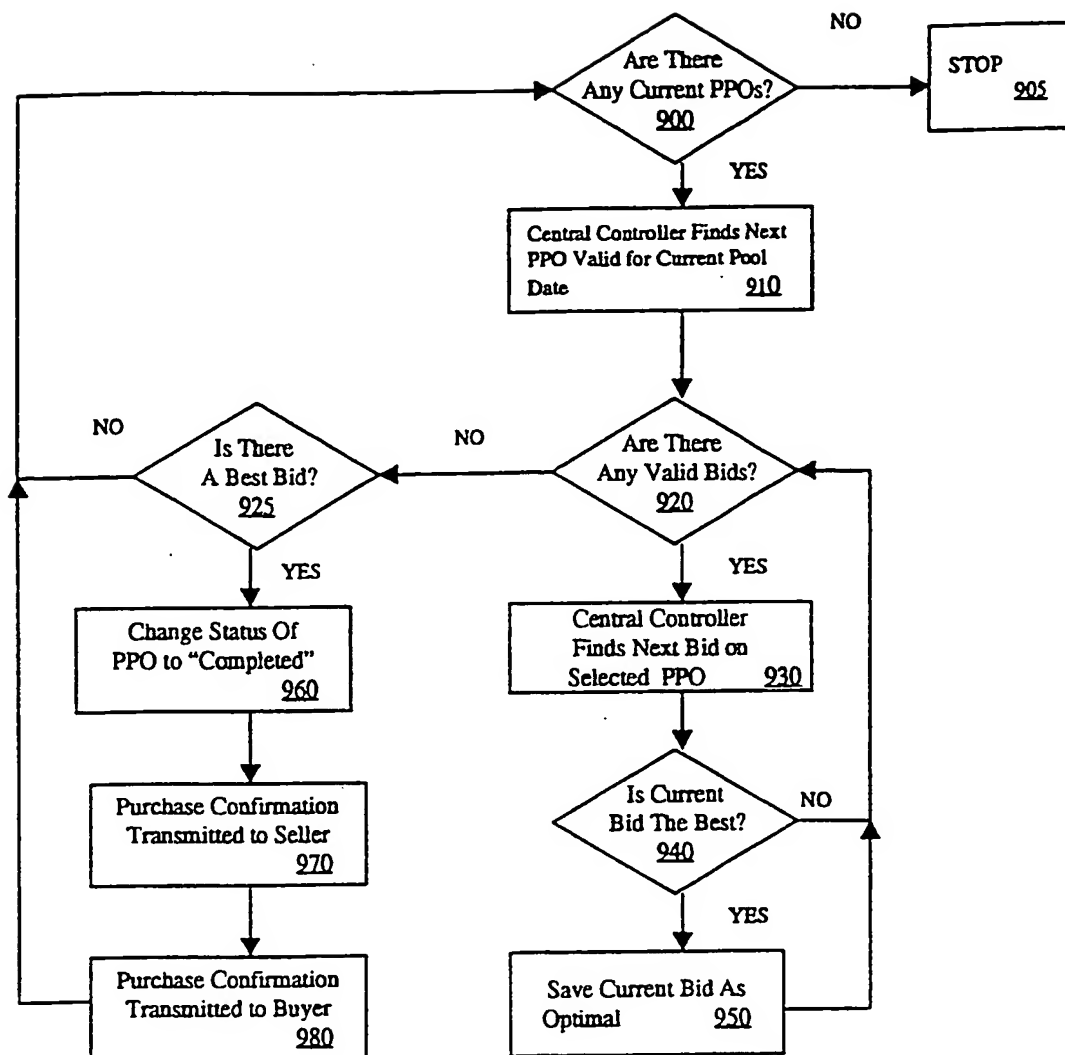 NO
Are There
Any Current PPOs?
900
STOP
905
YES
Central Controller Finds Next
PPO Valid for Current Pool
Date 910
NO
Is There
A Best Bid?
925
NO
Are There
Any Valid Bids?
920
YES
YES
Change Status Of
PPO to “Completed”
960
Central Controller
Finds Next Bid on
Selected PPO 930
Purchase Confirmation
Transmitted to Seller
970
Is Current
Bid The Best?
940
NO
YES
Purchase Confirmation
Transmitted to Buyer
980
Save Current Bid As
Optimal 950